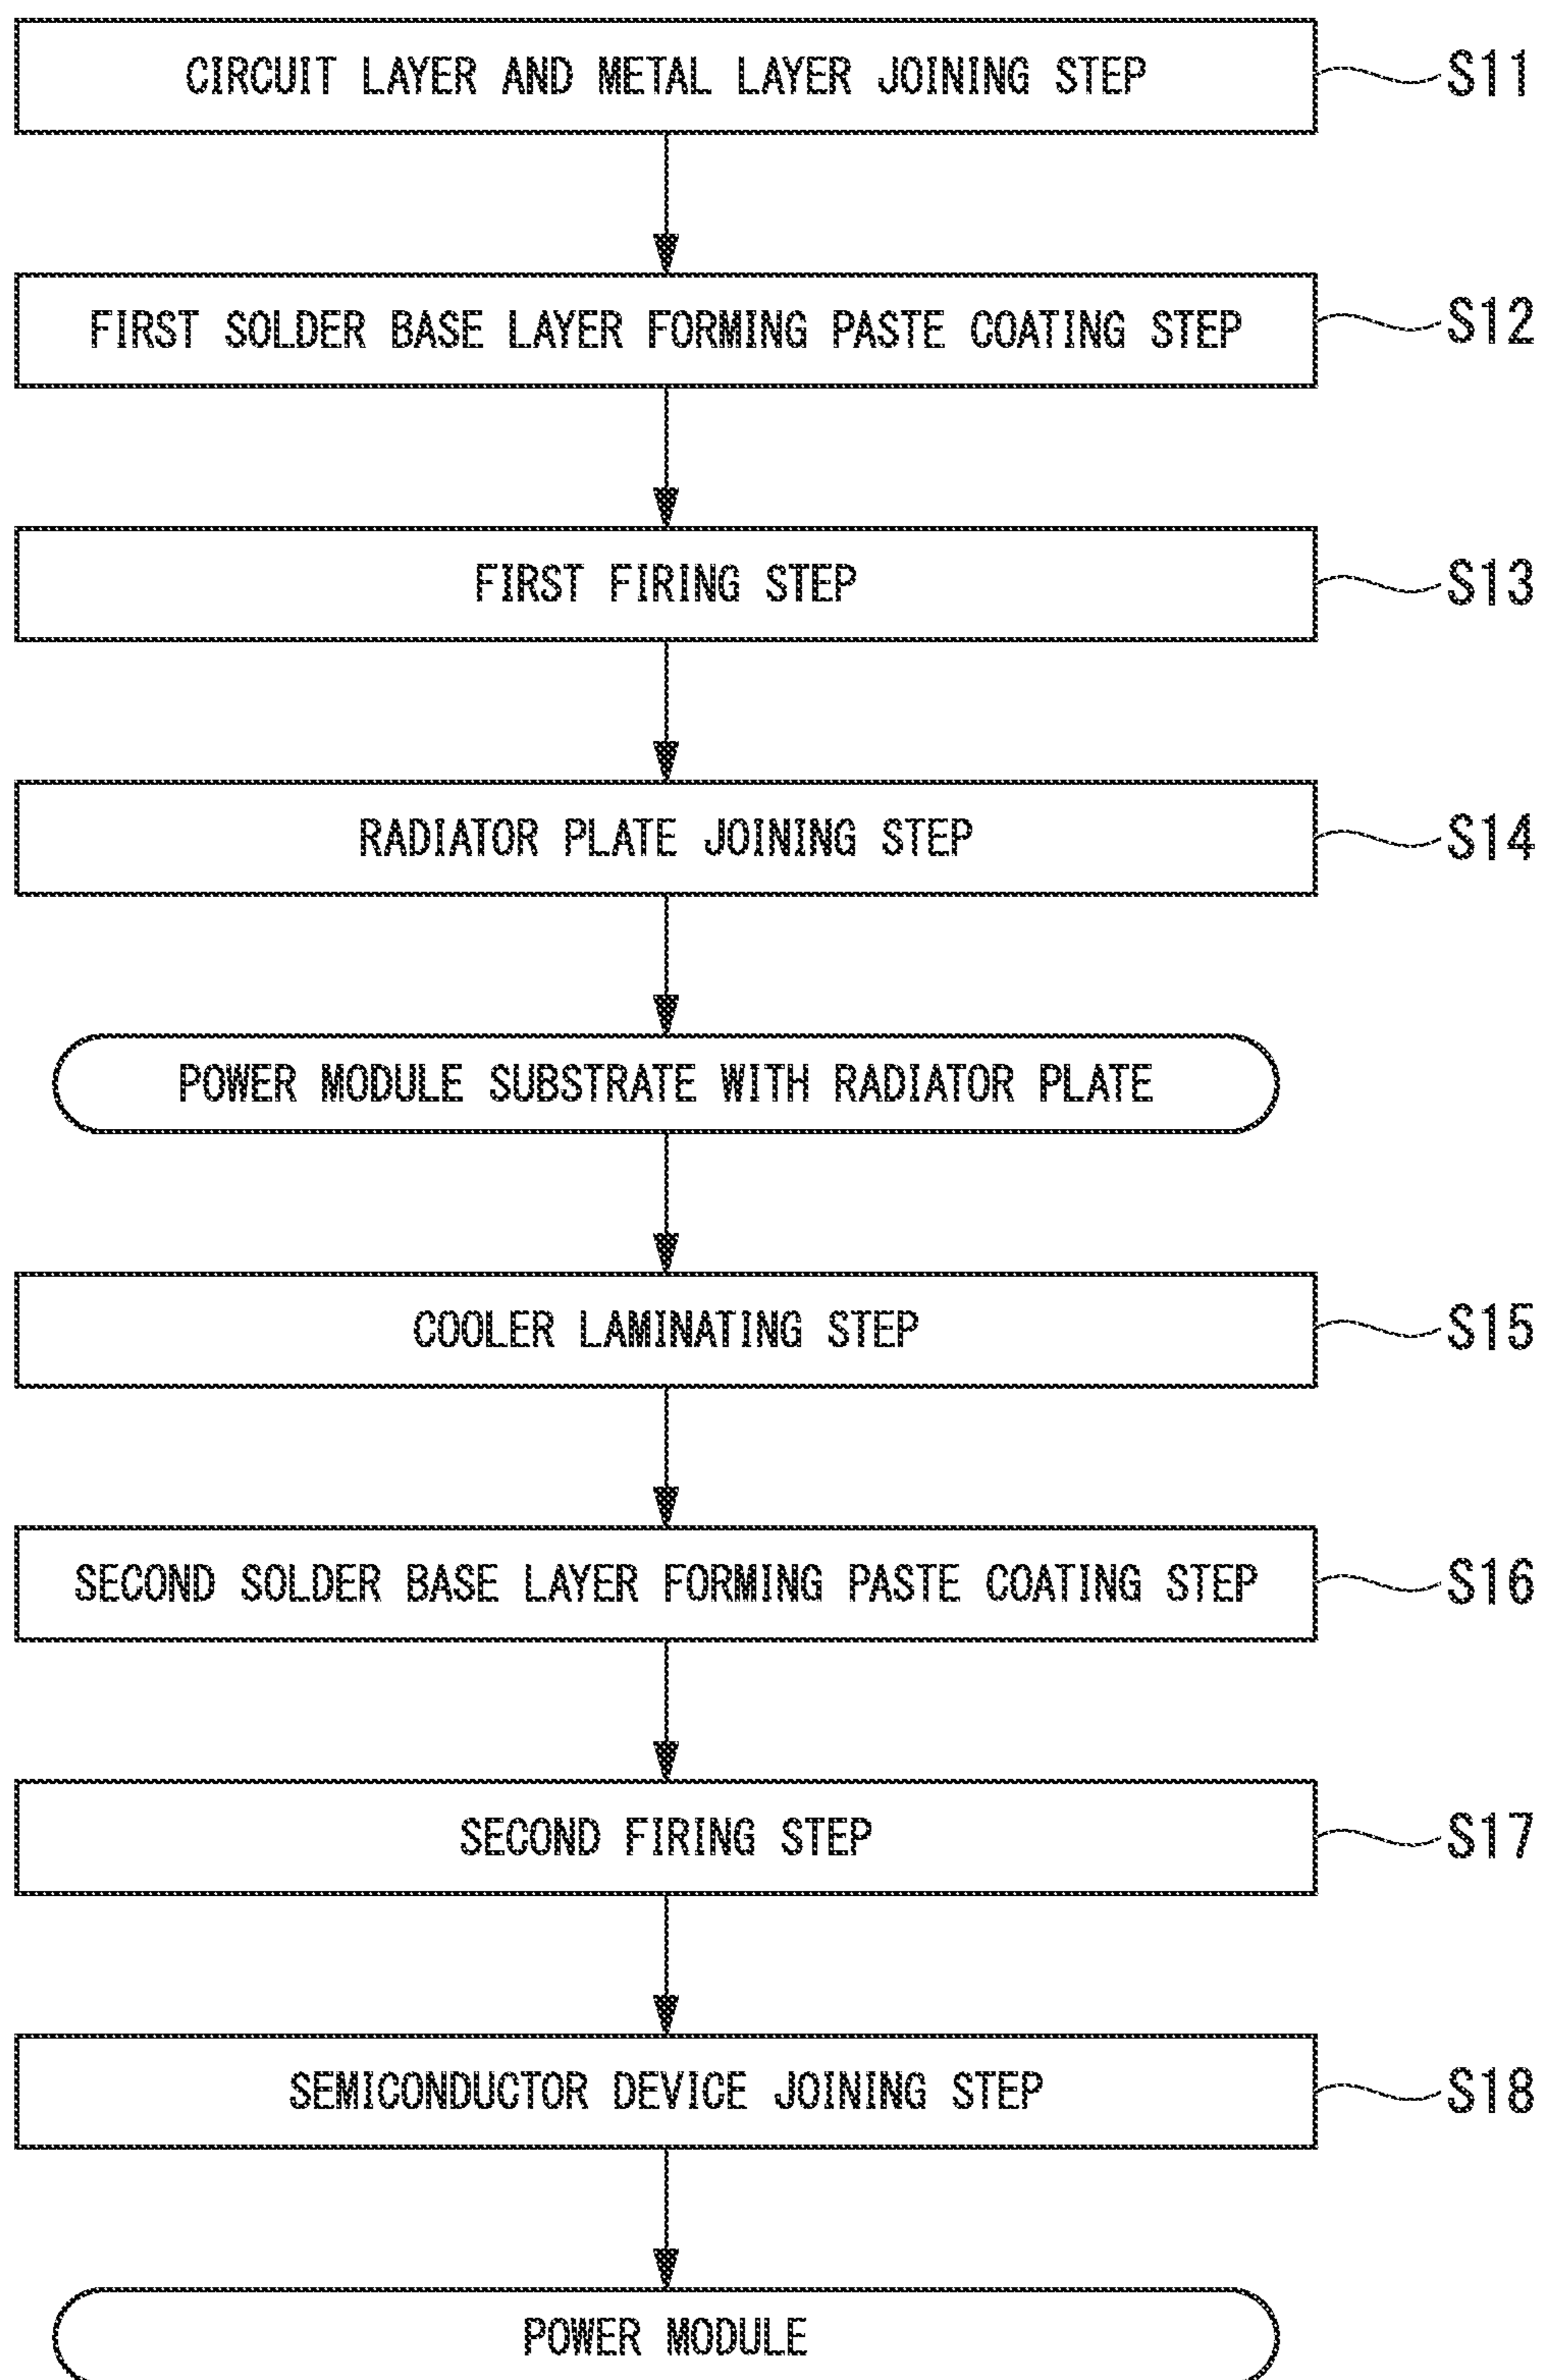 CIRCUIT LAYER AND METAL LAYER JOINING STEP S11
FIRST SOLDER BASE LAYER FORMING PASTE COATING STEP S12
FIRST FIRING STEP S13
RADIATOR PLATE JOINING STEP S14
POWER MODULE SUBSTRATE WITH RADIATOR PLATE
COOLER LAMINATING STEP S15
SECOND SOLDER BASE LAYER FORMING PASTE COATING STEP S16
SECOND FIRING STEP S17
SEMICONDUCTOR DEVICE JOINING STEP S18
POWER MODULE